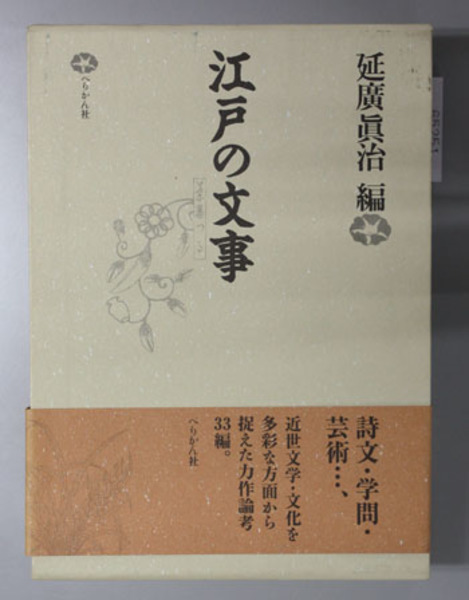 延廣眞治 編
江戸の文事
ぺりかん社
詩文・学問・
芸術…、
近世文学・文化を
多彩な方面から
捉えた力作論考
33編。
ぺりかん社